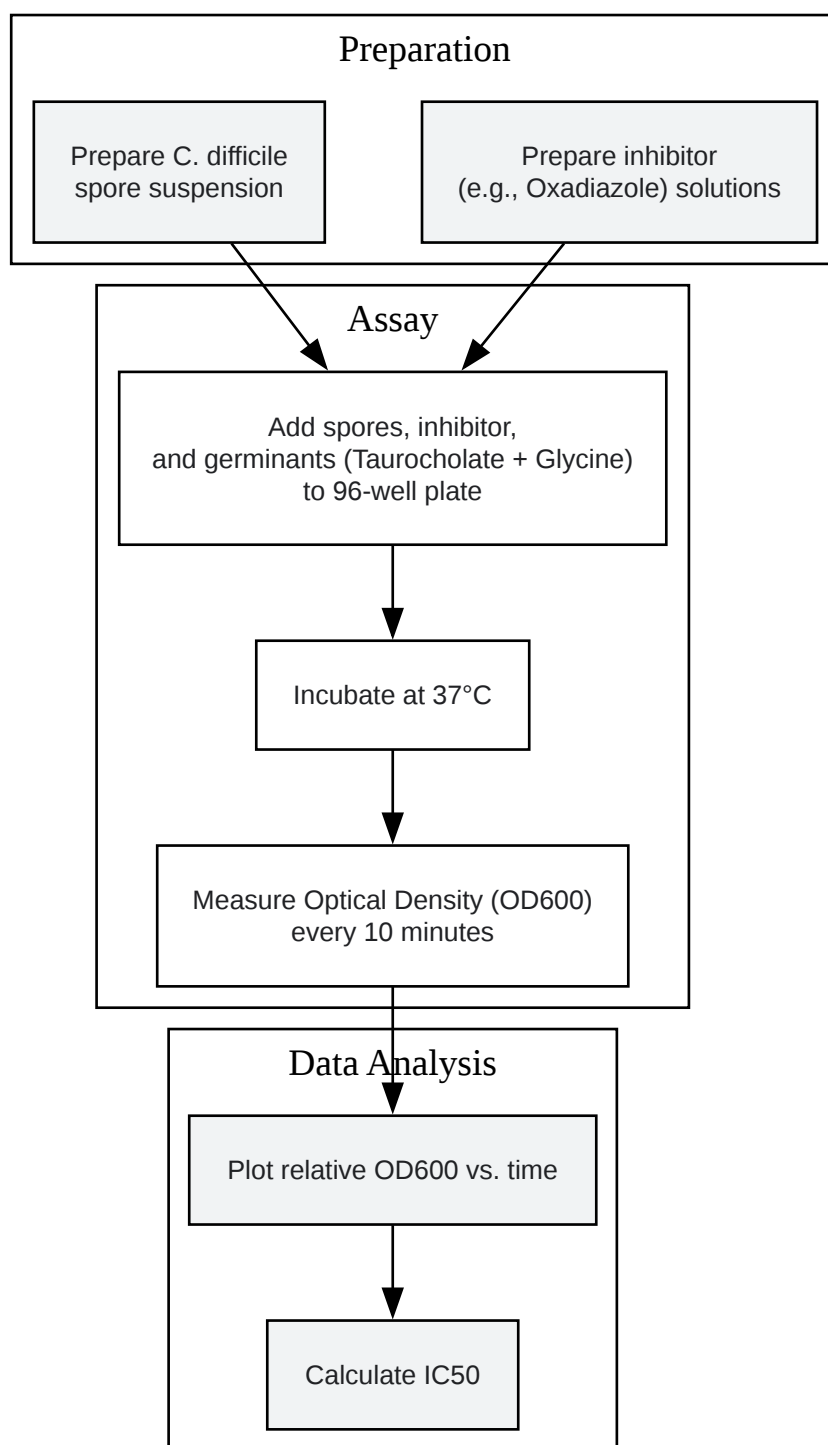 Preparation
Prepare C. difficile
spore suspension
Prepare inhibitor
(e.g., Oxadiazole) solutions
Assay
Add spores, inhibitor,
and germinants (Taurocholate + Glycine)
to 96-well plate
Incubate at 37°C
Measure Optical Density (OD600)
every 10 minutes
Data Analysis
Plot relative OD600 vs. time
Calculate IC50